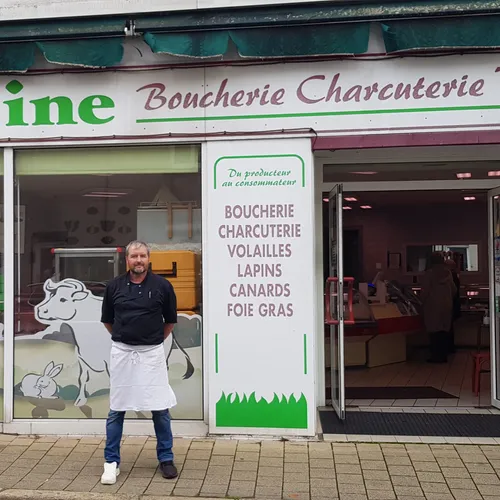 ine Boucherie Charcuterie
Du producteur
au consommateur
BOUCHERIE
CHARCUTERIE
VOLAILLES
LAPINS
CANARDS
FOIE GRAS